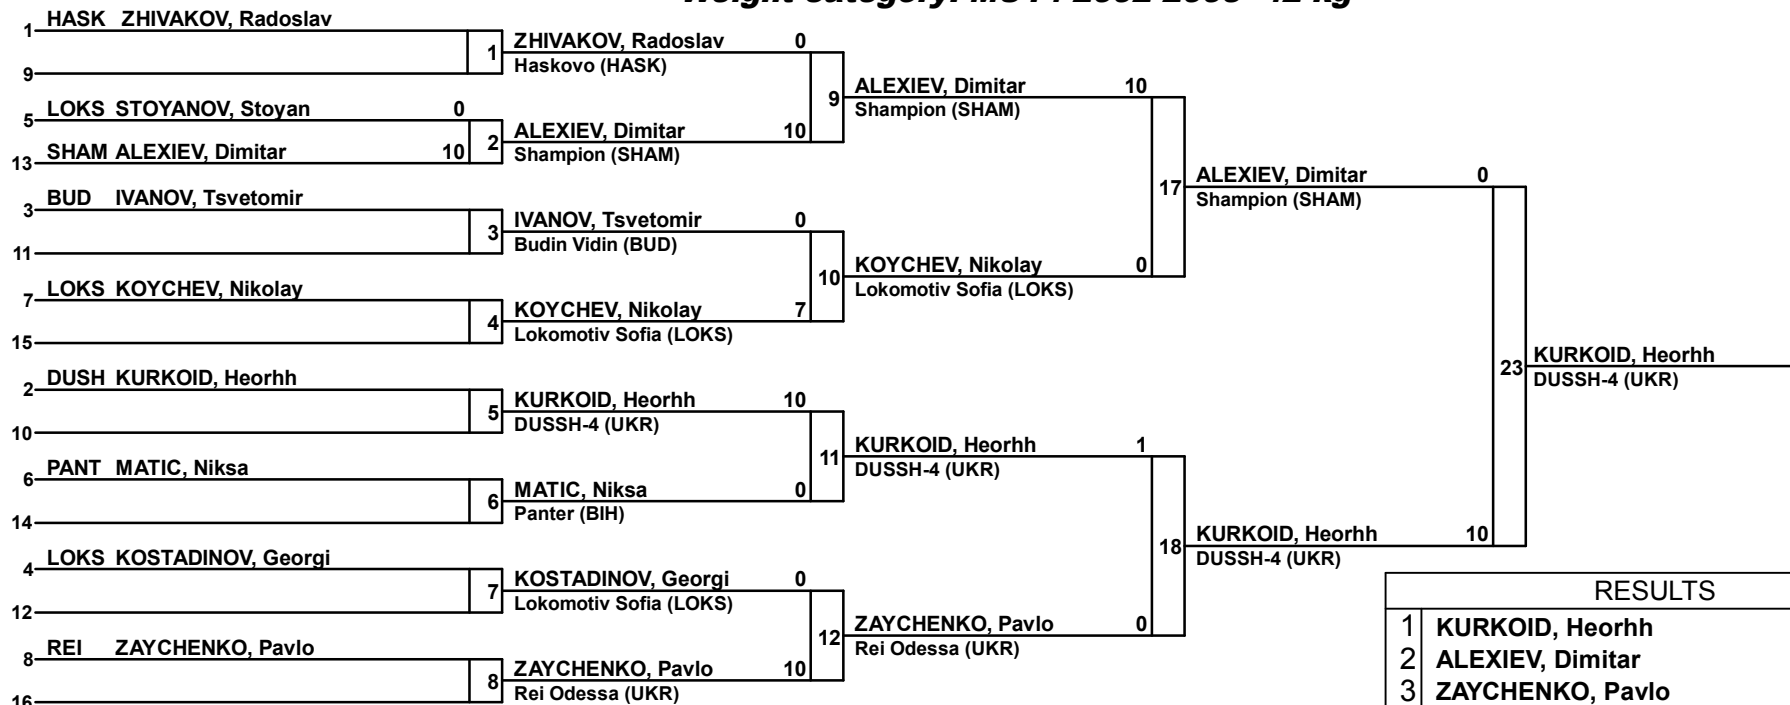 1 HASK ZHIVAKOV, Radoslav
9
1 ZHIVAKOV, Radoslav 0
Haskovo (HASK)
5 LOKS STOYANOV, Stoyan 0
13 SHAM ALEXIEV, Dimitar 10
2 ALEXIEV, Dimitar 10
Shampion (SHAM)
9 ALEXIEV, Dimitar 10
Shampion (SHAM)
3 BUD IVANOV, Tsvetomir
11
3 IVANOV, Tsvetomir 0
Budin Vidin (BUD)
7 LOKS KOYCHEV, Nikolay
15
4 KOYCHEV, Nikolay 7
Lokomotiv Sofia (LOKS)
10 KOYCHEV, Nikolay 0
Lokomotiv Sofia (LOKS)
17 ALEXIEV, Dimitar 0
Shampion (SHAM)
2 DUSH KURKOID, Heorhh
10
5 KURKOID, Heorhh 10
DUSSH-4 (UKR)
6 PANT MATIC, Niksa
14
6 MATIC, Niksa 0
Panter (BIH)
11 KURKOID, Heorhh 1
DUSSH-4 (UKR)
4 LOKS KOSTADINOV, Georgi
12
7 KOSTADINOV, Georgi 0
Lokomotiv Sofia (LOKS)
8 REI ZAYCHENKO, Pavlo
16
8 ZAYCHENKO, Pavlo 10
Rei Odessa (UKR)
12 ZAYCHENKO, Pavlo 0
Rei Odessa (UKR)
18 KURKOID, Heorhh 10
DUSSH-4 (UKR)
23 KURKOID, Heorhh
DUSSH-4 (UKR)
RESULTS
1 KURKOID, Heorhh
2 ALEXIEV, Dimitar
3 ZAYCHENKO, Pavlo